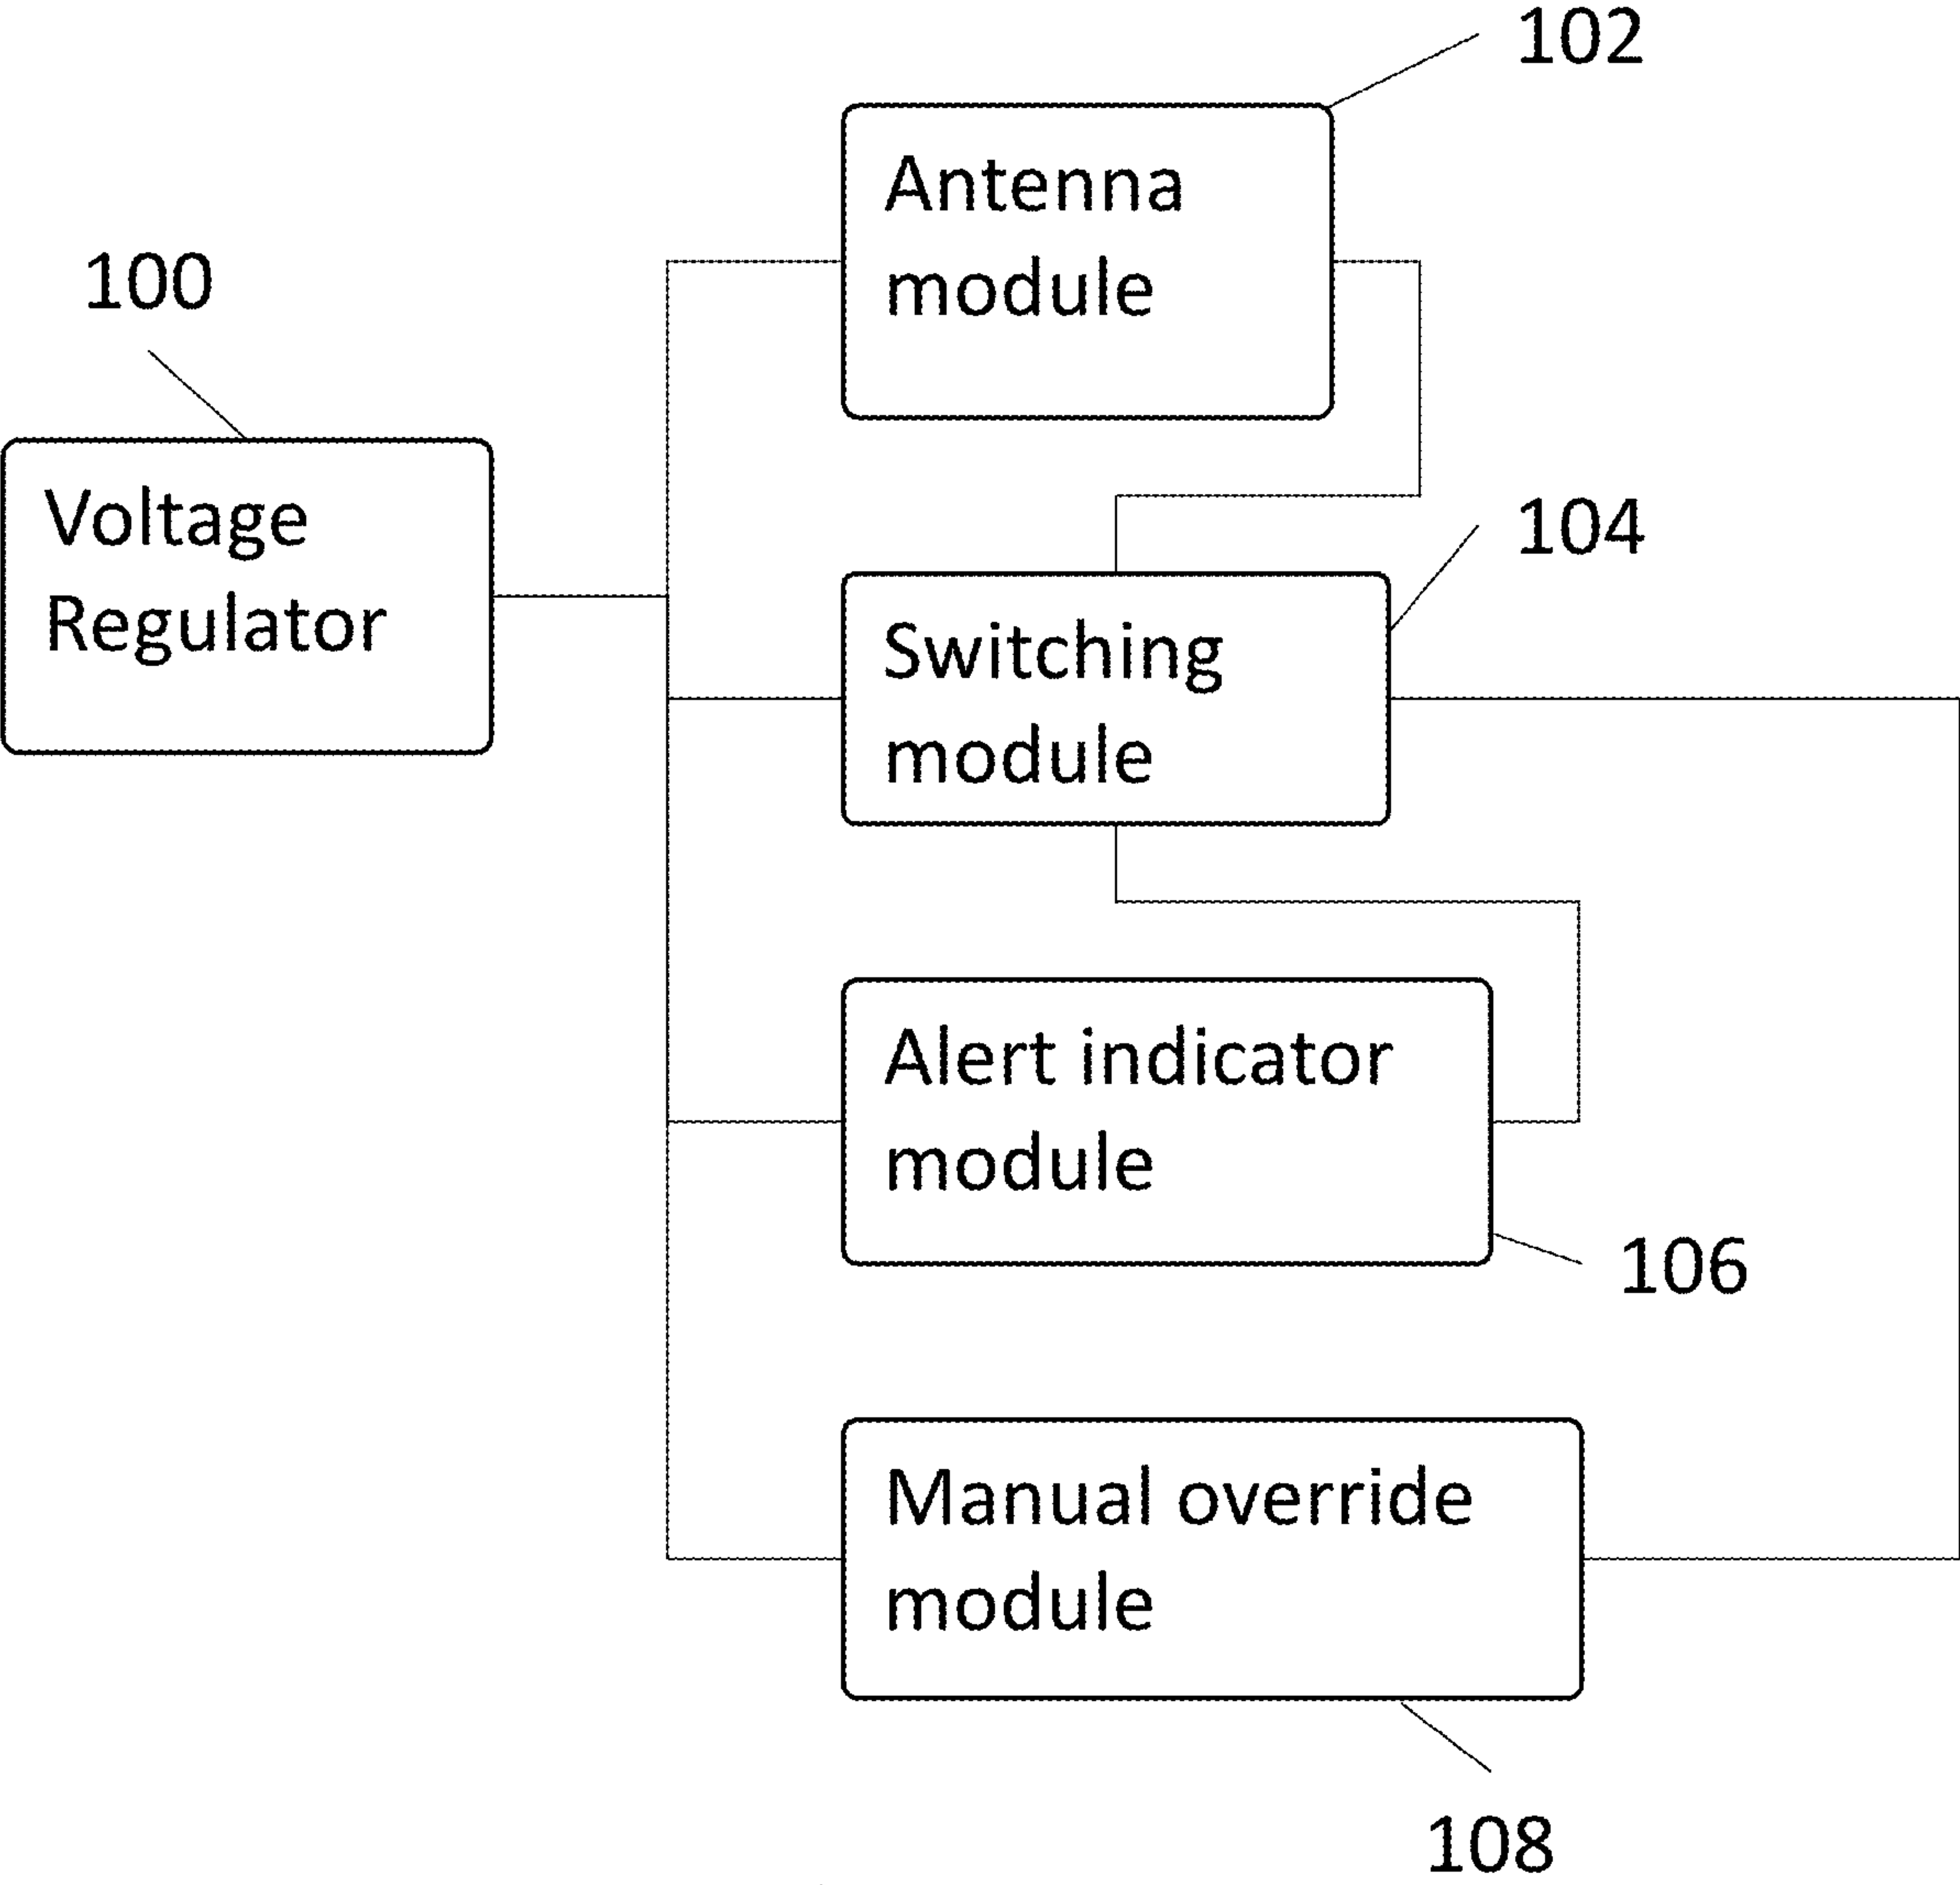 102
Antenna
module
100
Voltage
Regulator
104
Switching
module
Alert indicator
module
106
Manual override
module
108